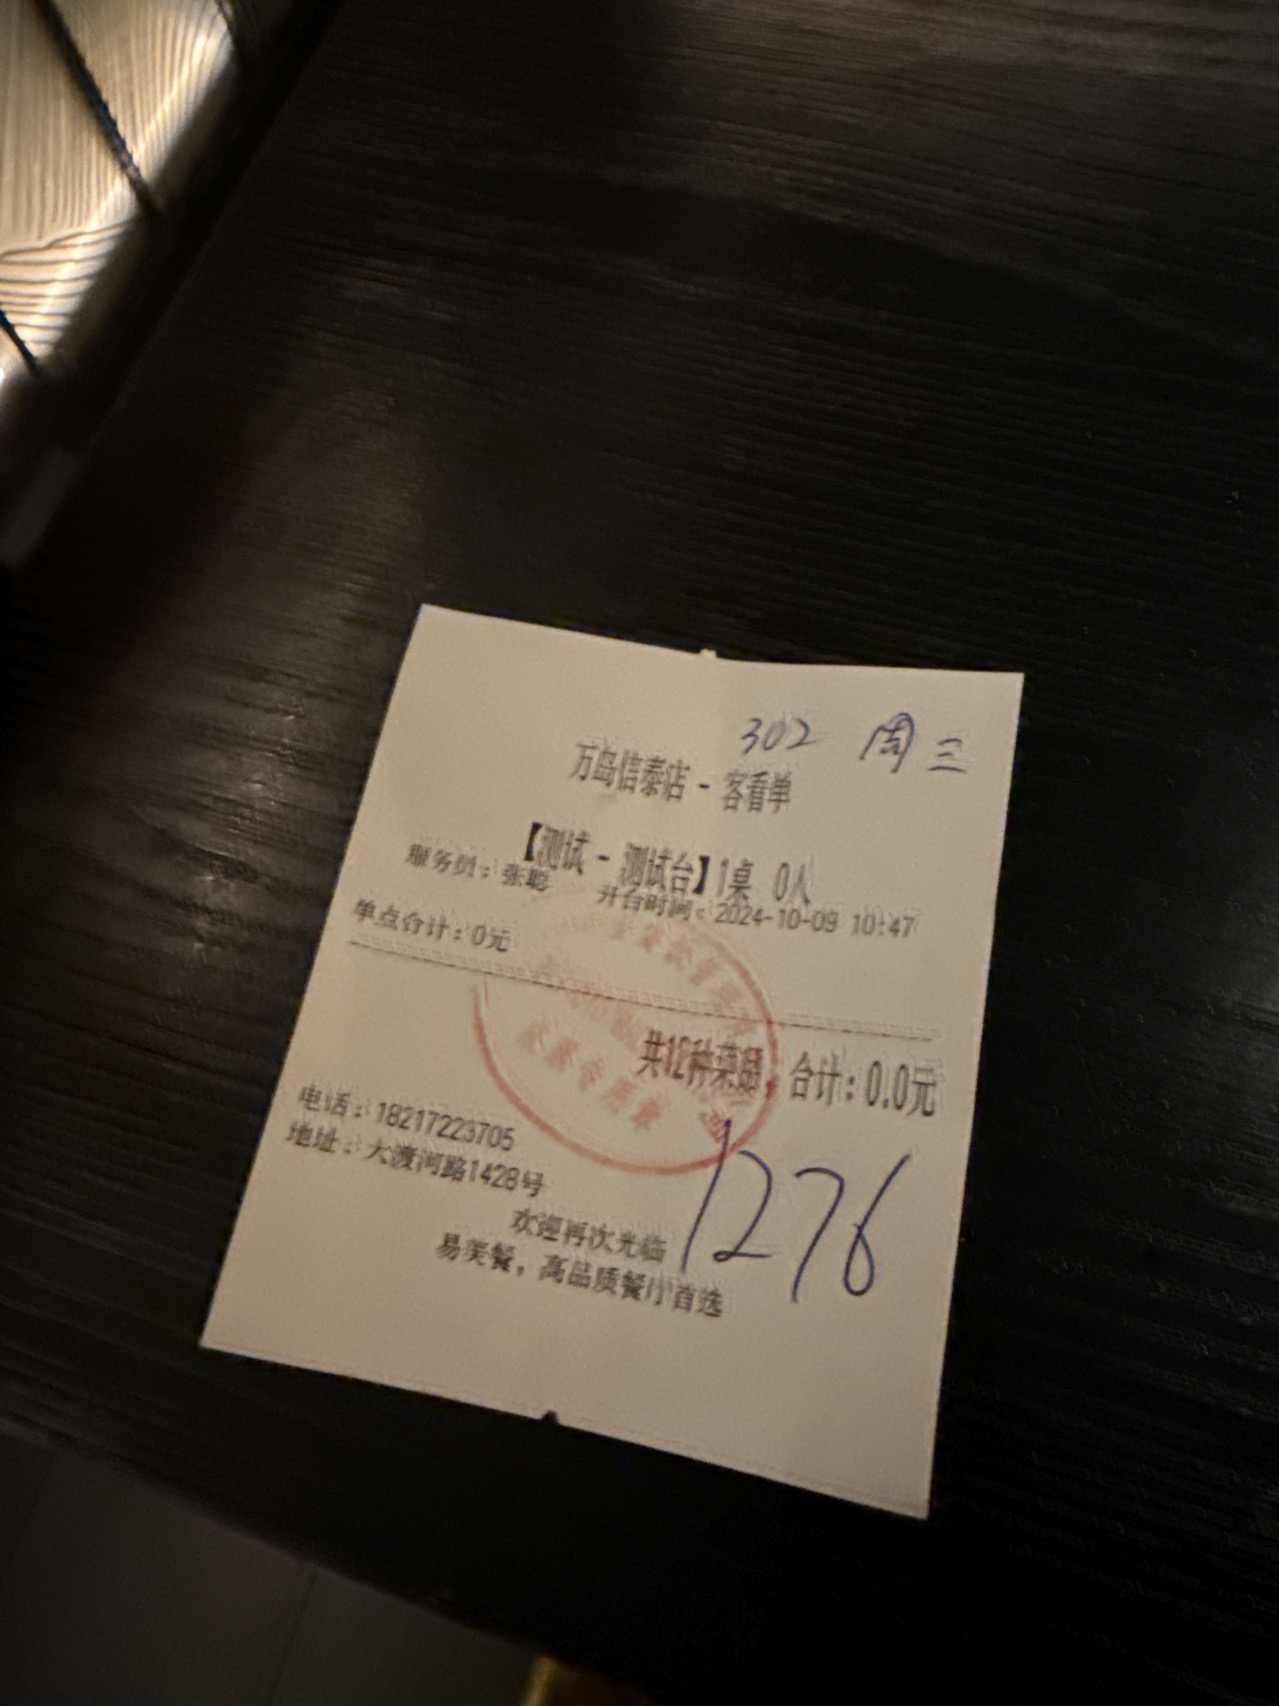 302 周三
万岛信泰店 - 客看单
【测试 - 测试台】1桌 0人
服务员：张聪 开台时间：2024-10-09 10:47
单点合计：0元
共12种菜品，合计：0.0元
电话：18217223705
地址：大渡河路1428号
1276
欢迎再次光临
易美餐，高品质餐厅首选